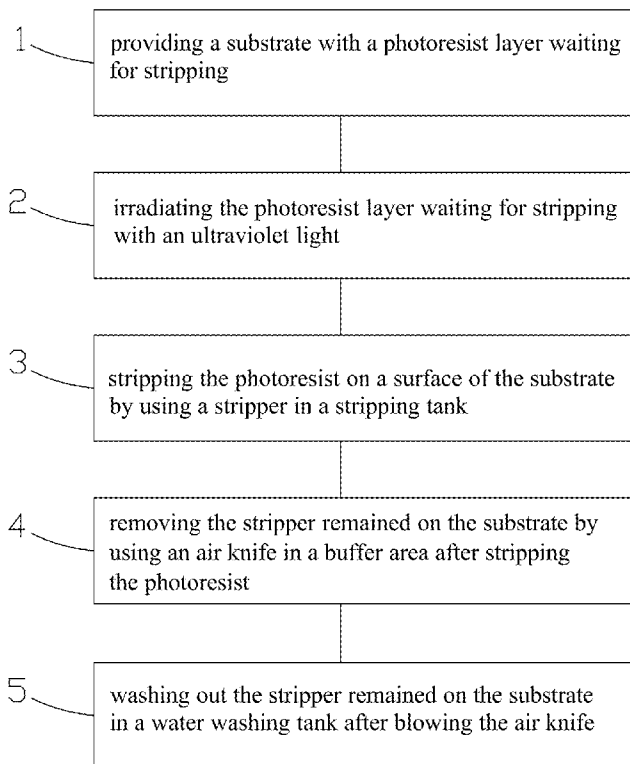 1
providing a substrate with a photoresist layer waiting
for stripping
2
irradiating the photoresist layer waiting for stripping
with an ultraviolet light
3
stripping the photoresist on a surface of the substrate
by using a stripper in a stripping tank
4
removing the stripper remained on the substrate by
using an air knife in a buffer area after stripping
the photoresist
5
washing out the stripper remained on the substrate
in a water washing tank after blowing the air knife